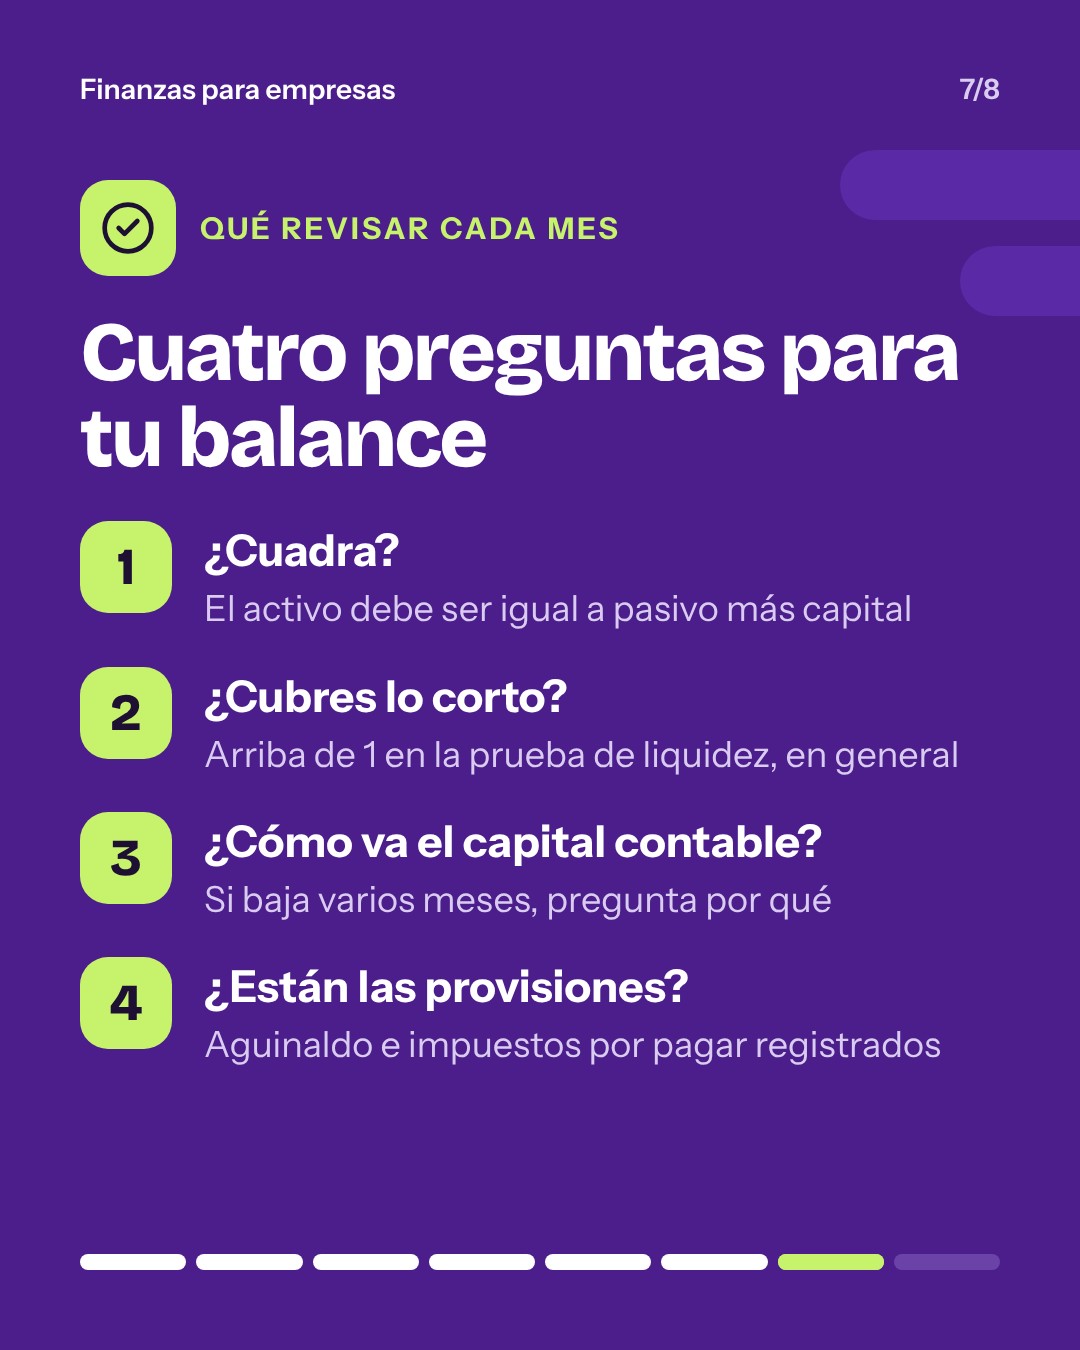 Finanzas para empresas
7/8
QUÉ REVISAR CADA MES
Cuatro preguntas para
tu balance
1
¿Cuadra?
El activo debe ser igual a pasivo más capital
2
¿Cubres lo corto?
Arriba de 1 en la prueba de liquidez, en general
3
¿Cómo va el capital contable?
Si baja varios meses, pregunta por qué
4
¿Están las provisiones?
Aguinaldo e impuestos por pagar registrados